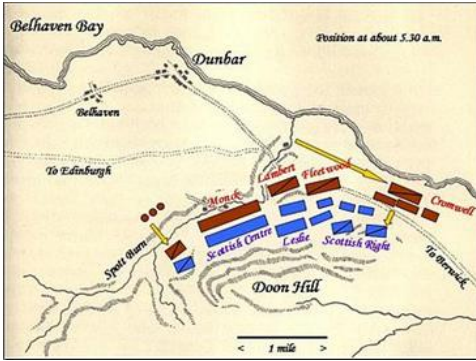 Belhaven Bay
Position at about 5.30 a.m.
Dunbar
Belhaven
To Edinburgh
Lambert
Fleetwood
Monck
Cromwell
Spott Burn
Scottish Centre
Leslie
Scottish Right
To Berwick
Doon Hill
< 1 mile >